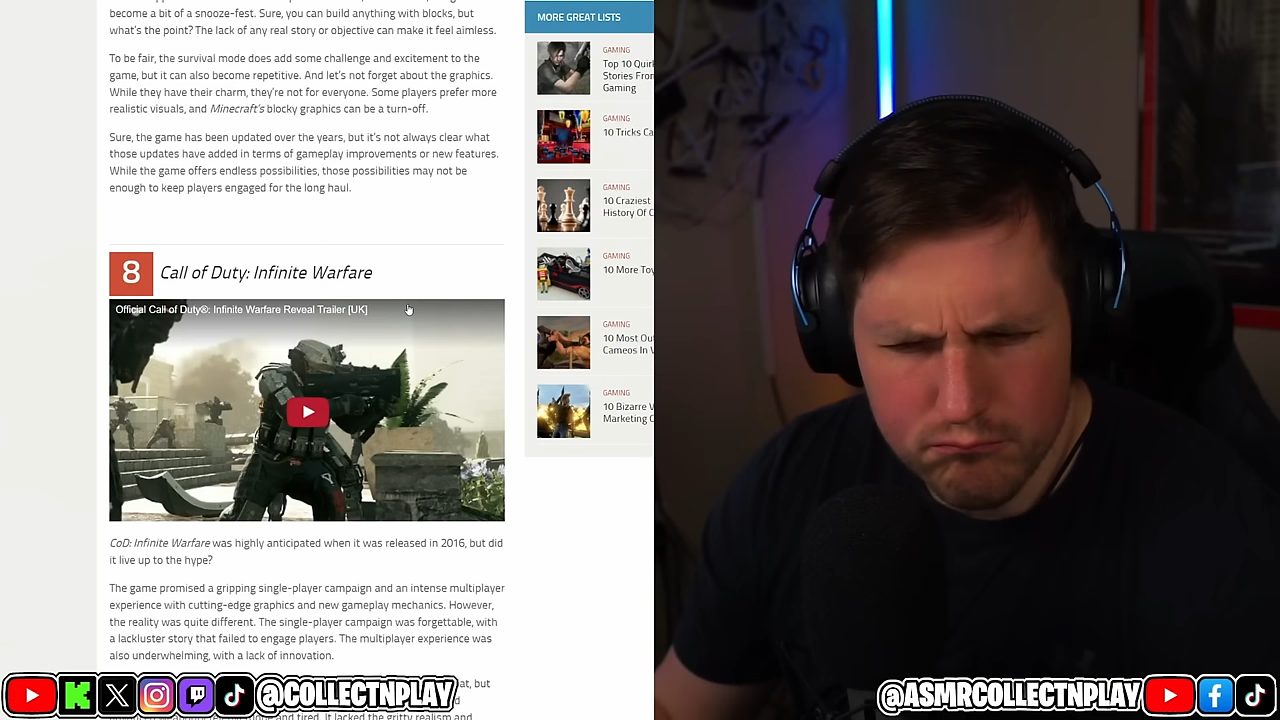 become a bit of a snooze-fest. Sure, you can build anything with blocks, but
what's the point? The lack of any real story or objective can make it feel aimless.
To be fair, the survival mode does add some challenge and excitement to the
game, but it can also become repetitive. And let's not forget about the graphics.
While they have their charm, they're not for everyone. Some players prefer more
realistic visuals, and Minecraft's blocky graphics can be a turn-off.
Sure, the game has been updated over the years, but it's not always clear what
those updates have added in terms of gameplay improvements or new features.
While the game offers endless possibilities, those possibilities may not be
enough to keep players engaged for the long haul.
8 Call of Duty: Infinite Warfare
Official Call of Duty®: Infinite Warfare Reveal Trailer [UK]
CoD: Infinite Warfare was highly anticipated when it was released in 2016, but did
it live up to the hype?
The game promised a gripping single-player campaign and an intense multiplayer
experience with cutting-edge graphics and new gameplay mechanics. However,
the reality was quite different. The single-player campaign was forgettable, with
a lackluster story that failed to engage players. The multiplayer experience was
also underwhelming, with a lack of innovation.
but
and tired. It lacked the gritty realism and
MORE GREAT LISTS
GAMING
Top 10 Quir
Stories From
Gaming
GAMING
10 Tricks Ca
GAMING
10 Craziest
History Of C
GAMING
10 More Toy
GAMING
10 Most Out
Cameos In V
GAMING
10 Bizarre V
Marketing C
@COLLECTNPLAY
@ASMRCOLLECTNPLAY